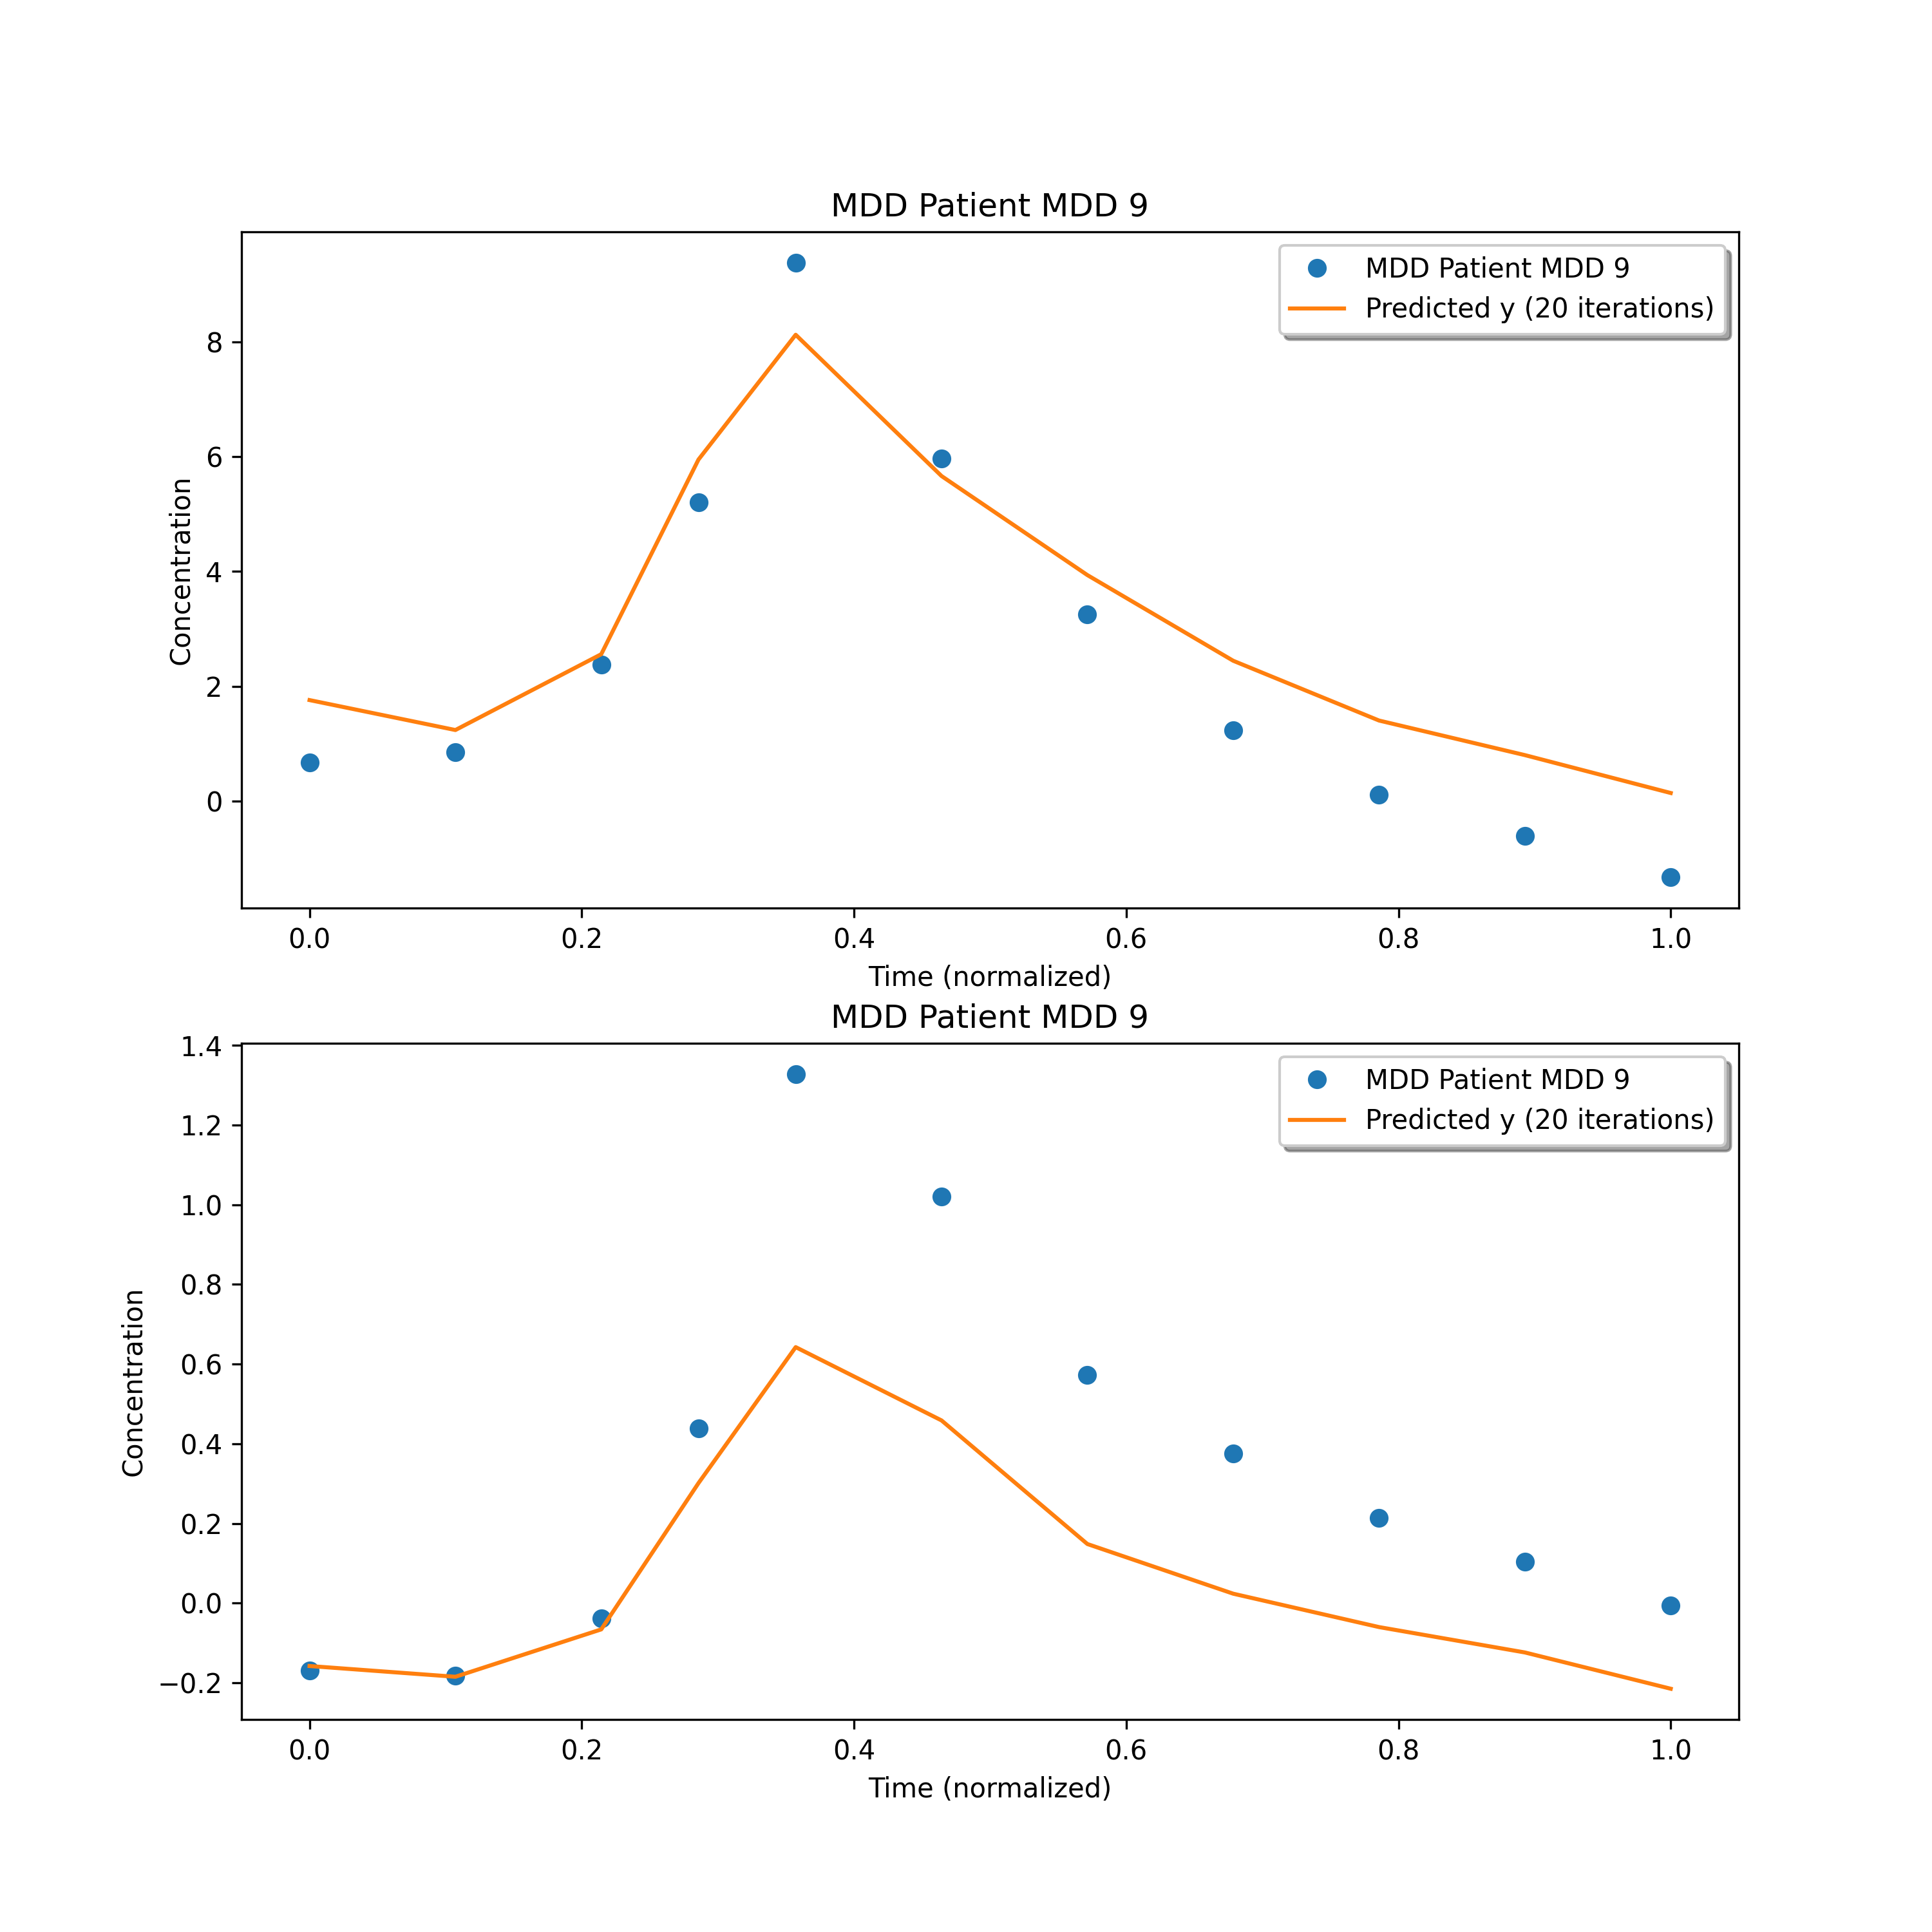 MDD Patient MDD 9
MDD Patient MDD 9
Predicted y (20 iterations)
8
6
4
2
0
Concentration
0.0 0.2 0.4 0.6 0.8 1.0
Time (normalized)
MDD Patient MDD 9
MDD Patient MDD 9
Predicted y (20 iterations)
1.4
1.2
1.0
0.8
0.6
0.4
0.2
0.0
−0.2
Concentration
0.0 0.2 0.4 0.6 0.8 1.0
Time (normalized)